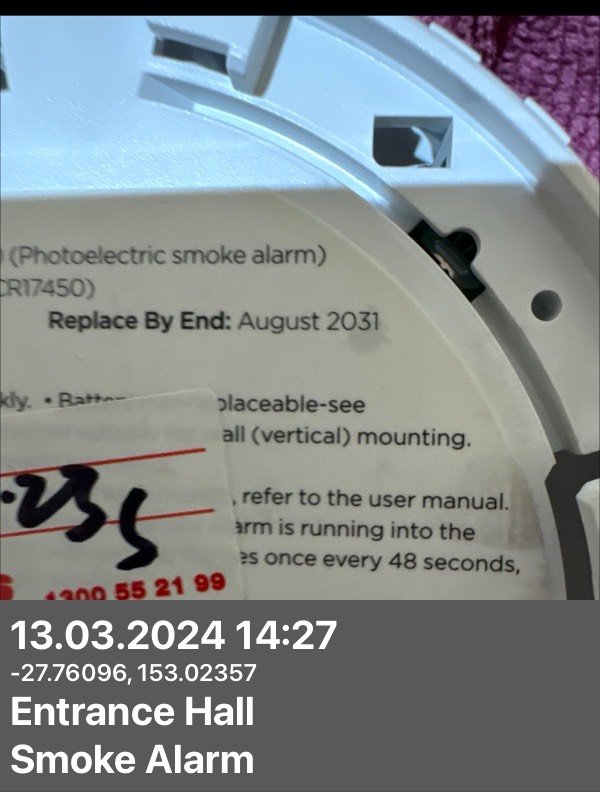 (Photoelectric smoke alarm)
CR17450)
Replace By End: August 2031
kly. • Batte
placeable-see
all (vertical) mounting.
, refer to the user manual.
arm is running into the
es once every 48 seconds,
1300 55 21 99
13.03.2024 14:27
-27.76096, 153.02357
Entrance Hall
Smoke Alarm